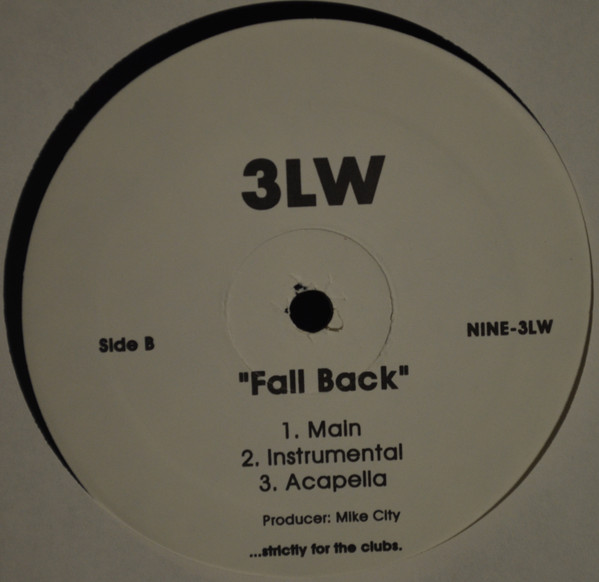 3LW
Side B
NINE-3LW
"Fall Back"
1. Main
2. Instrumental
3. Acapella
Producer: Mike City
...strictly for the clubs.